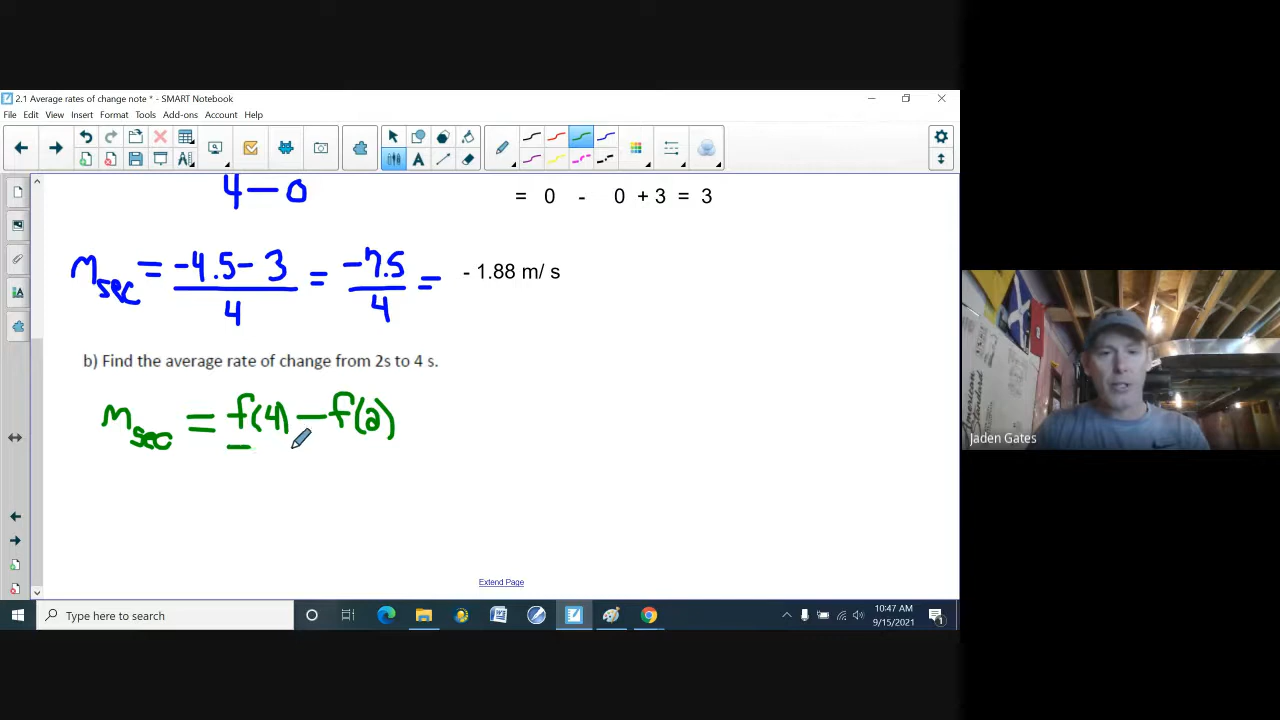 2.1 Average rates of change note * - SMART Notebook
File Edit View Insert Format Tools Add-ons Help
4 - 0
= 0 - 0 + 3 = 3
m sec = -4.5 - 3 / 4 = -7.5 / 4 = - 1.88 m/ s
b) Find the average rate of change from 2s to 4 s.
m sec = f(4) - f(2)
Jaden Gates
Extend Page
Type here to search
10:47 AM
9/15/2021